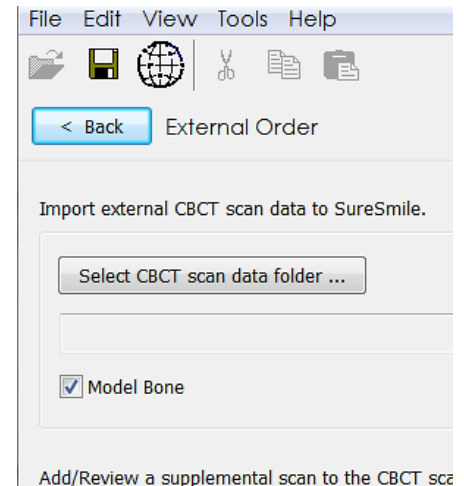 File Edit View Tools Help
< Back External Order
Import external CBCT scan data to SureSmile.
Select CBCT scan data folder ...
Model Bone
Add/Review a supplemental scan to the CBCT sca